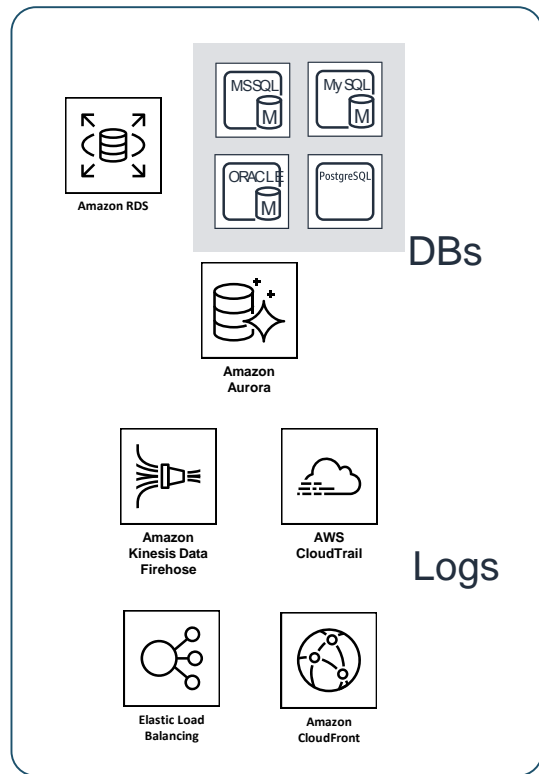 MSSQL
M
My SQL
M
Amazon RDS
ORACLE
M
PostgreSQL
DBs
Amazon
Aurora
Amazon
Kinesis Data
Firehose
AWS
CloudTrail
Logs
Elastic Load
Balancing
Amazon
CloudFront